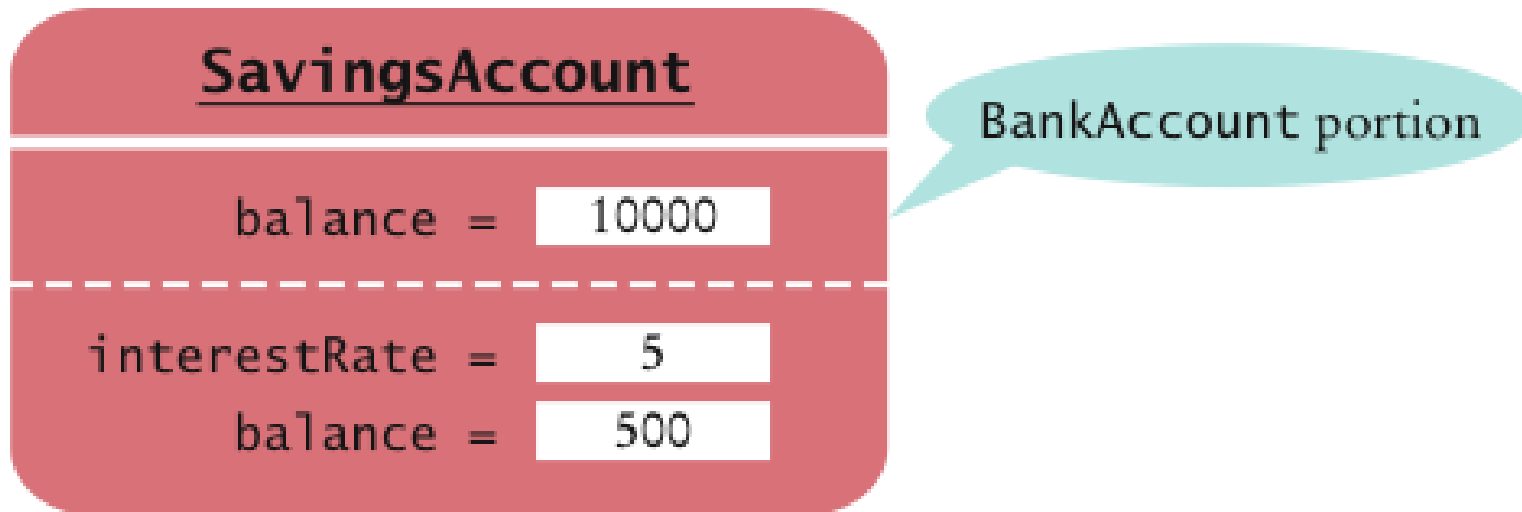 SavingsAccount
BankAccount portion
balance = 10000
interestRate = 5
balance = 500